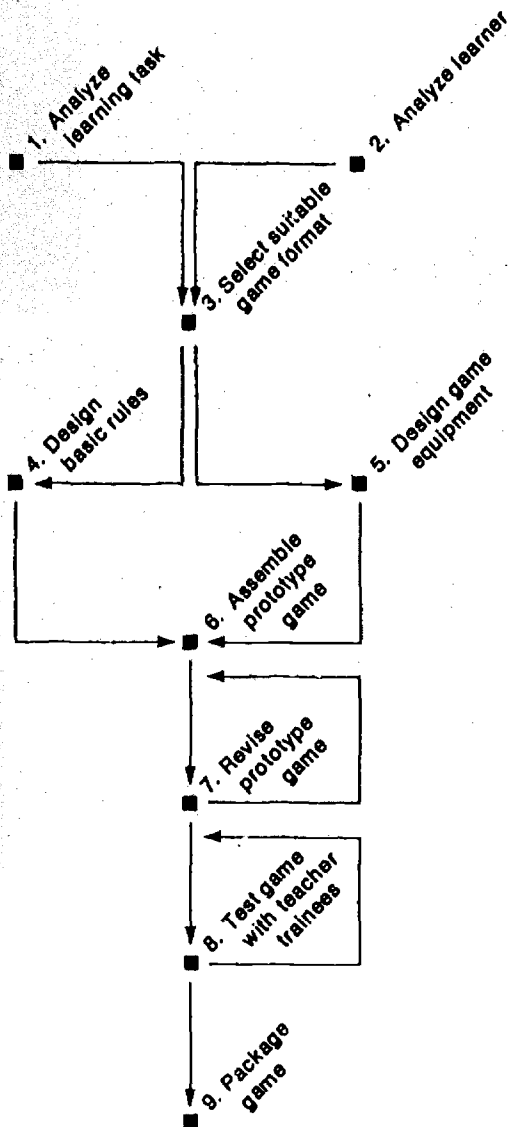 1. Analyze
learning task
2. Analyze learner
3. Select suitable
game format
4. Design
basic rules
5. Design game
equipment
6. Assemble
prototype
game
7. Revise
prototype
game
8. Test game
with teacher
trainees
9. Package
game